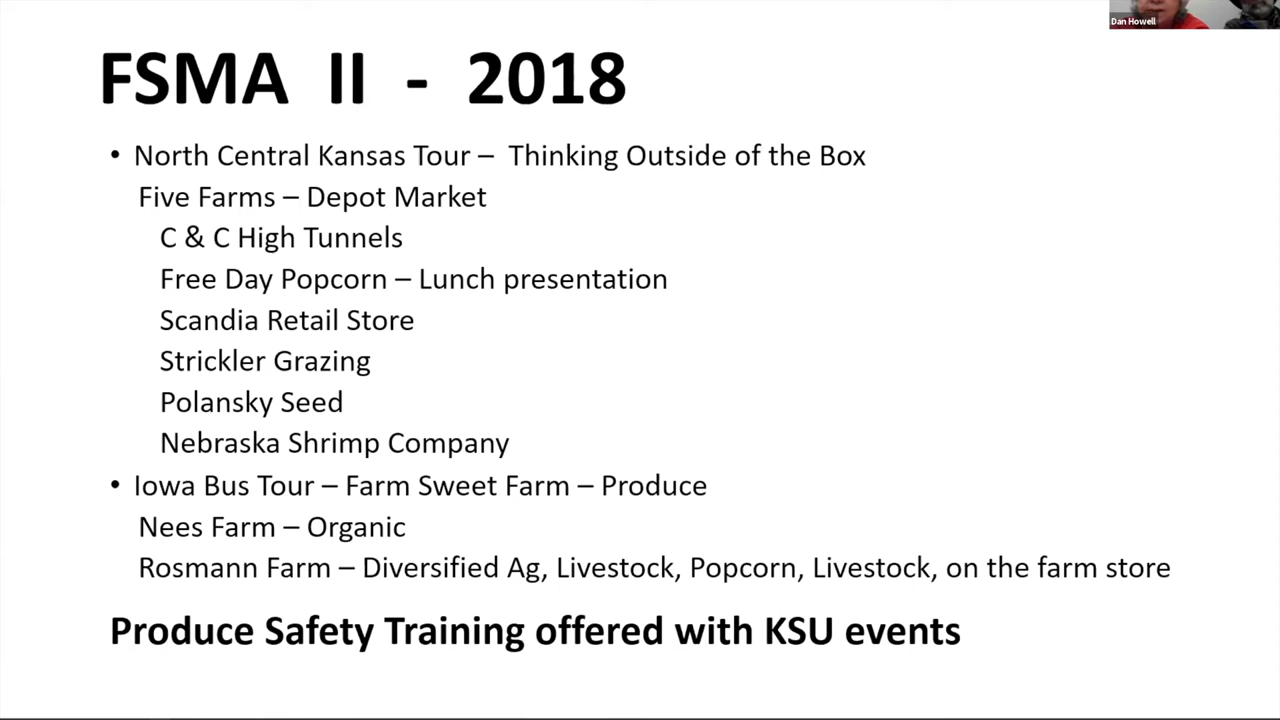 Dan Howell
FSMA II - 2018
• North Central Kansas Tour – Thinking Outside of the Box
Five Farms – Depot Market
C & C High Tunnels
Free Day Popcorn – Lunch presentation
Scandia Retail Store
Strickler Grazing
Polansky Seed
Nebraska Shrimp Company
• Iowa Bus Tour – Farm Sweet Farm – Produce
Nees Farm – Organic
Rosmann Farm – Diversified Ag, Livestock, Popcorn, Livestock, on the farm store
Produce Safety Training offered with KSU events